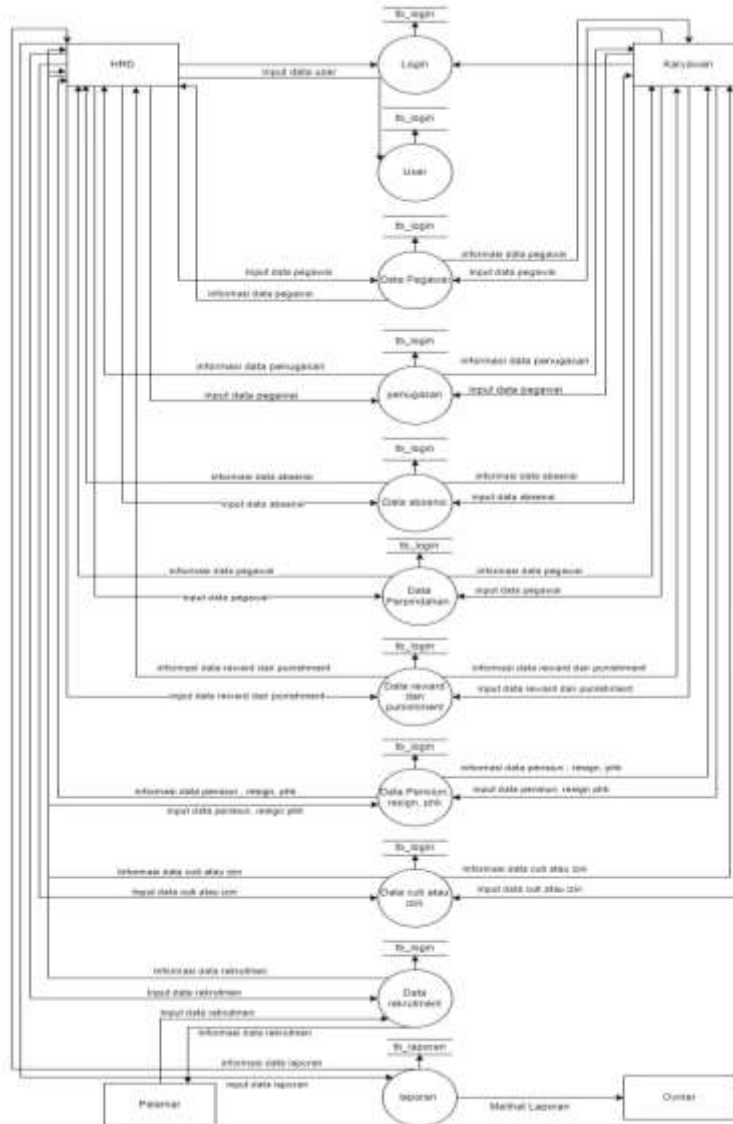 tb_login
HRD
Login
Karyawan
Input data user
tb_login
User
tb_login
informasi data pegawai
Input data pegawai
Data Pegawai
Input data pegawai
informasi data pegawai
tb_login
informasi data penugasan
informasi data penugasan
penugasan
input data pegawai
input data pegawai
tb_login
informasi data absensi
informasi data absensi
Data absensi
input data absensi
input data absensi
tb_login
informasi data pegawai
informasi data pegawai
Data
Perpindahan
input data pegawai
input data pegawai
tb_login
informasi data reward dan punishment
informasi data reward dan punishment
Data reward
dan
punishment
input data reward dan punishment
Input data reward dan punishment
tb_login
informasi data pensiun , resign, phk
informasi data pensiun , resign, phk
Data Pensiun,
resign, phk
input data pensiun, resign phk
input data pensiun, resign phk
tb_login
Informasi data cuti atau izin
Informasi data cuti atau izin
Data cuti atau
izin
Input data cuti atau izin
Input data cuti atau izin
tb_login
Informasi data rekrutmen
Input data rekrutmen
Data
rekrutment
Input data rekrutmen
Informasi data rekrutmen
tb_laporan
informasi data laporan
input data laporan
Pelamar
laporan
Melihat Laporan
Owner